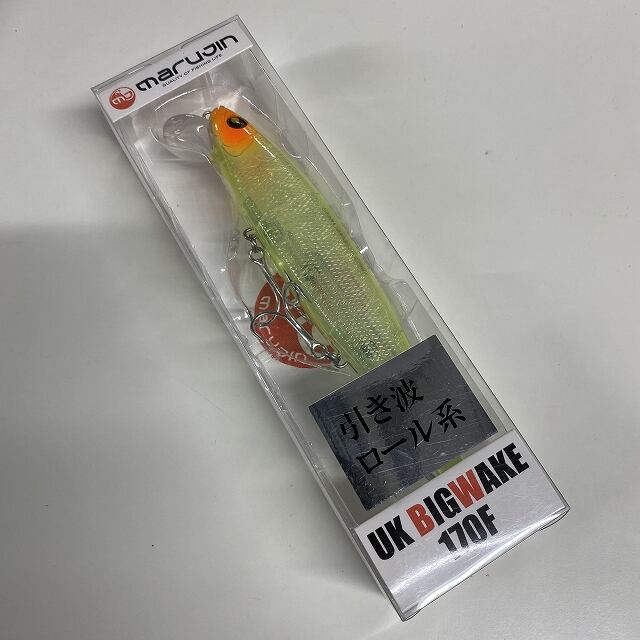 marujin
QUALITY OF FISHING LIFE
引き波
ロール系
UK BIGWAKE
170F